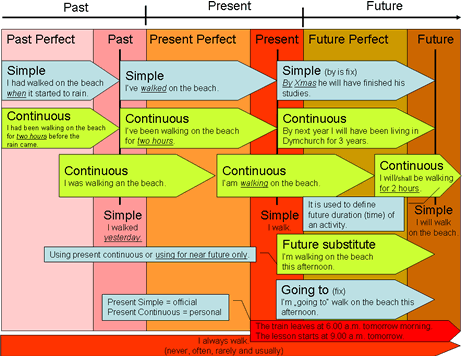 Past Present Future
Past Perfect Past Present Perfect Present Future Perfect Future
Simple
I had walked on the beach
when it started to rain.
Simple
I've walked on the beach.
Simple (by is fix)
By Xmas he will have finished his
studies.
Continuous
I had been walking on the beach
for two hours before the
rain came.
Continuous
I've been walking on the beach
for two hours.
Continuous
By next year I will have been living in
Dymchurch for 3 years.
Continuous
I was walking an the beach.
Continuous
I'am walking on the beach.
Continuous
I will/shall be walking
for 2 hours.
Simple
I walked
yesterday.
Simple
I walk.
It is used to define
future duration (time) of
an activity.
Simple
I will walk
on the beach.
Using present continuous or using for near future only.
Future substitute
I'm walking on the beach
this afternoon.
Going to (fix)
I'm „going to" walk on the beach this
afternoon.
Present Simple = official
Present Continuous = personal
The train leaves at 6.00 a.m. tomorrow morning.
The lesson starts at 9.00 a.m. tomorrow.
I always walk
(never, often, rarely and usually)